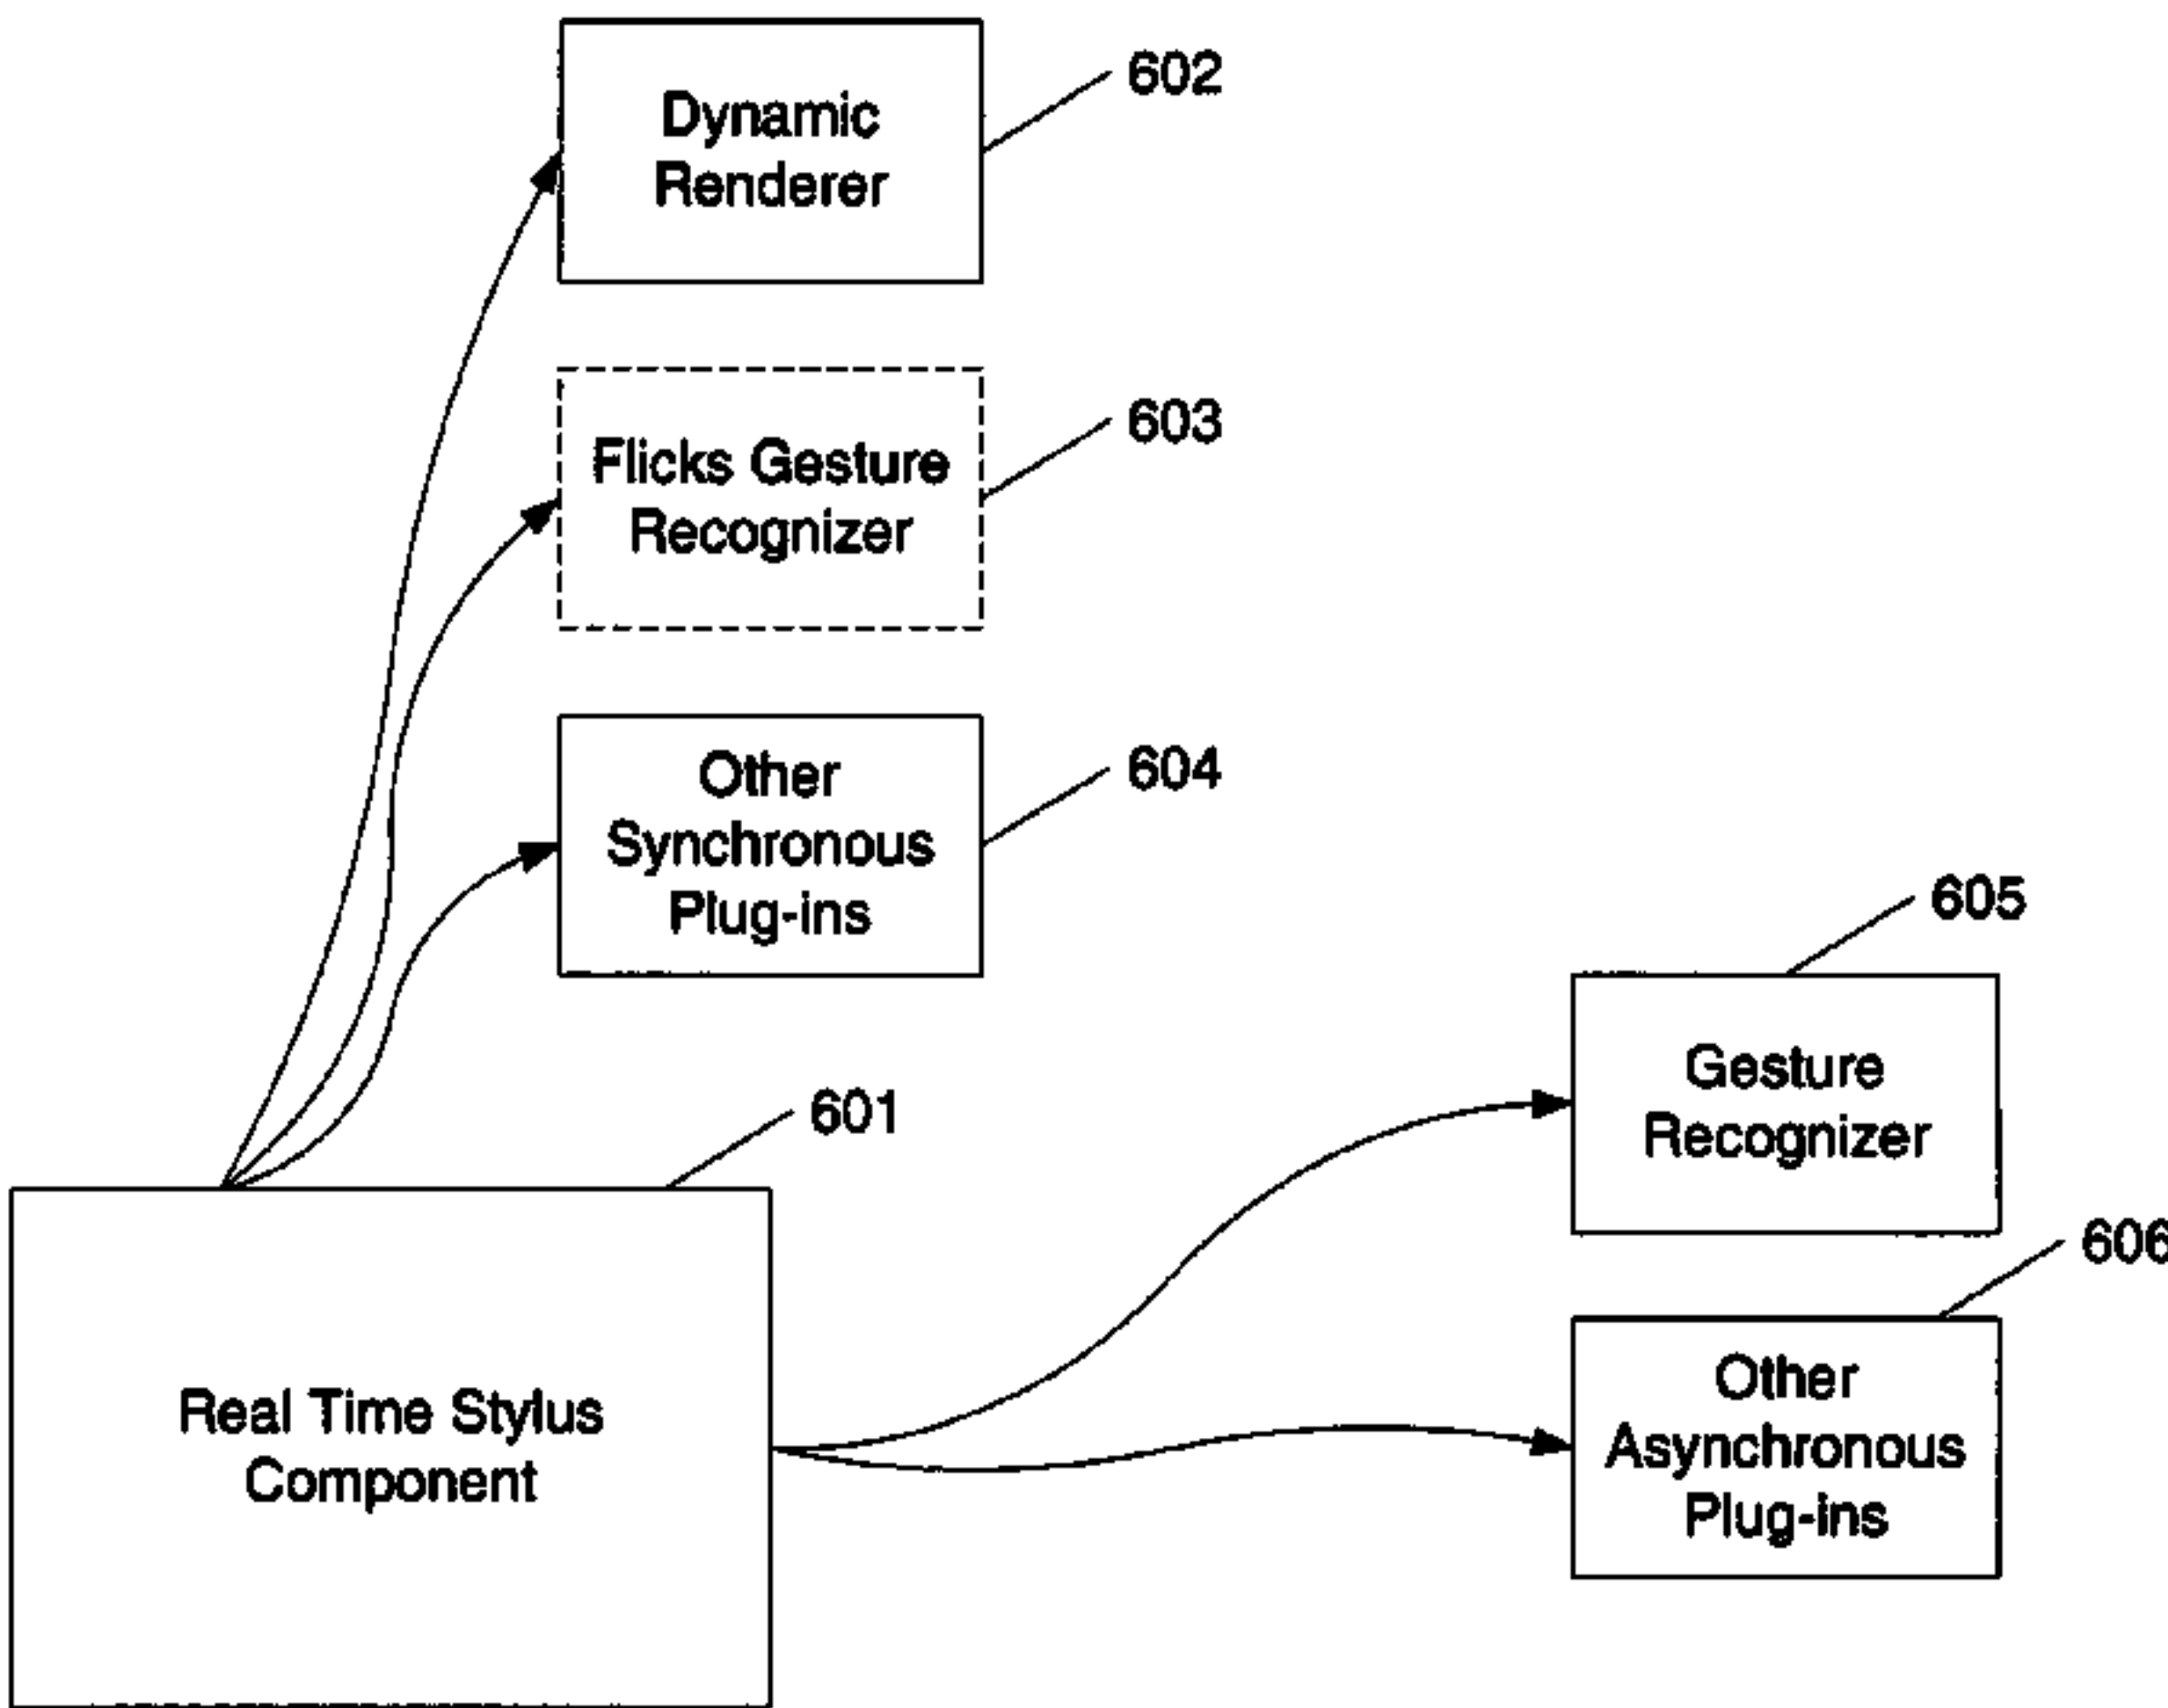 Dynamic
Renderer
602
Flicks Gesture
Recognizer
603
Other
Synchronous
Plug-ins
604
605
Gesture
Recognizer
601
606
Real Time Stylus
Component
Other
Asynchronous
Plug-ins